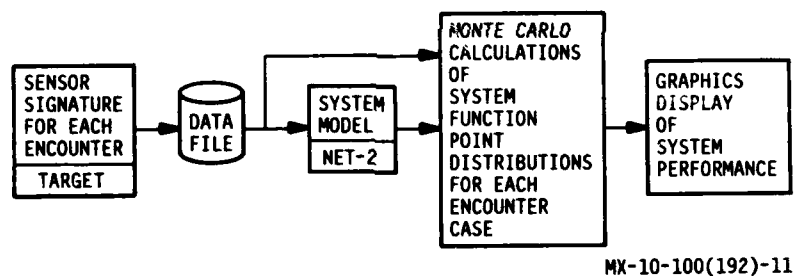 SENSOR
SIGNATURE
FOR EACH
ENCOUNTER
TARGET
DATA
FILE
SYSTEM
MODEL
NET-2
MONTE CARLO
CALCULATIONS
OF
SYSTEM
FUNCTION
POINT
DISTRIBUTIONS
FOR EACH
ENCOUNTER
CASE
GRAPHICS
DISPLAY
OF
SYSTEM
PERFORMANCE
MX-10-100(192)-11